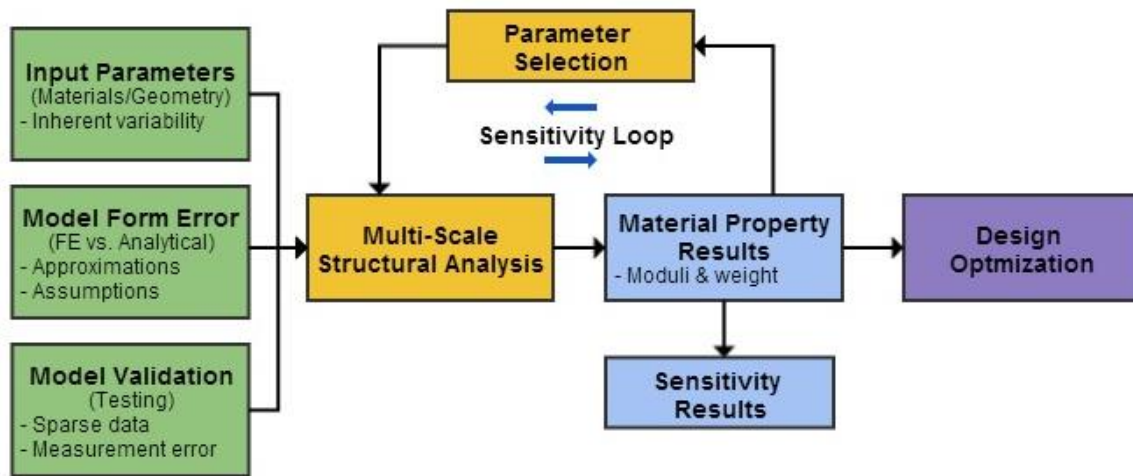 Input Parameters
(Materials/Geometry)
- Inherent variability
Model Form Error
(FE vs. Analytical)
- Approximations
- Assumptions
Model Validation
(Testing)
- Sparse data
- Measurement error
Parameter
Selection
Sensitivity Loop
Multi-Scale
Structural Analysis
Material Property
Results
- Moduli & weight
Sensitivity
Results
Design
Optmization